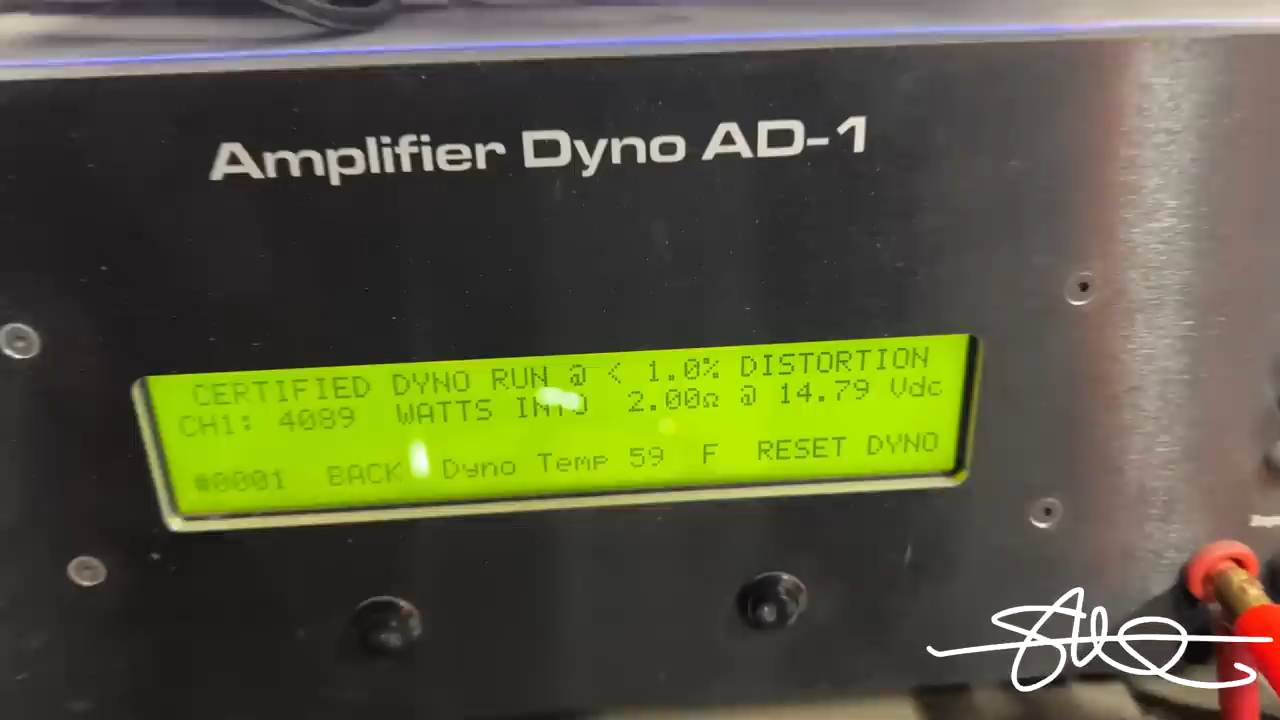 Amplifier Dyno AD-1
CERTIFIED DYNO RUN @ < 1.0% DISTORTION
CH1: 4089 WATTS INTO 2.00Ω @ 14.79 Vdc
#0001 BACK Dyno Temp 59 F RESET DYNO